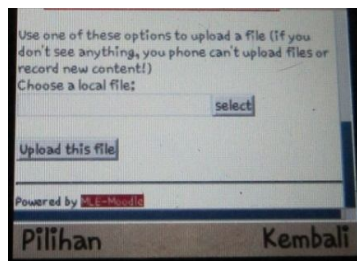 Use one of these options to upload a file (if you
don't see anything, you phone can't upload files or
record new content!)
Choose a local file:
select
Upload this file
Powered by MLE-Moodle
Pilihan Kembali